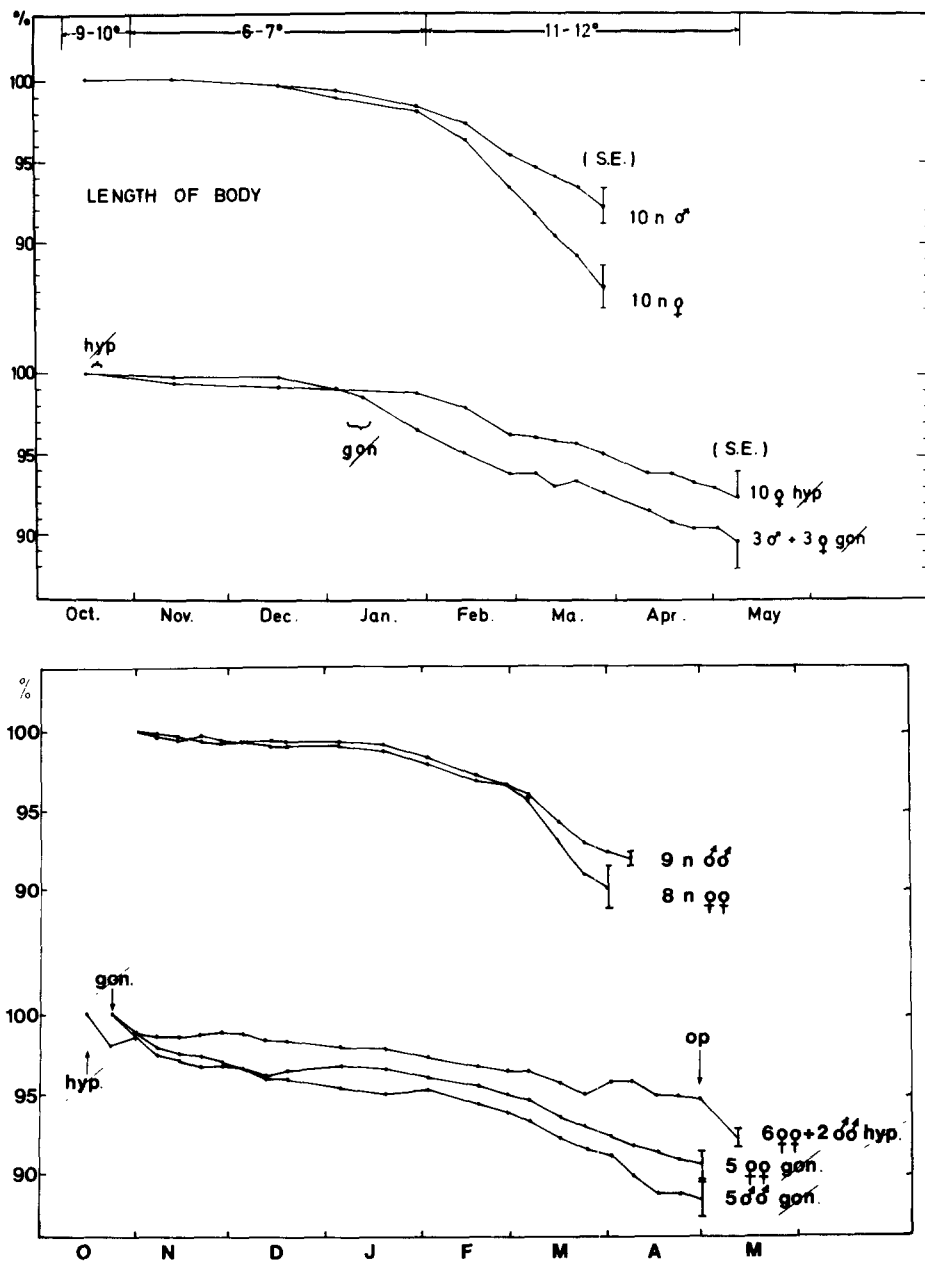 %
9-10° 6-7° 11-12°
100
95
90
( S.E. )
LENGTH OF BODY
10 n ♂
10 n ♀
hyp
100
95
90
gon
( S.E. )
10 ♀ hyp
3 ♂ + 3 ♀ gon
Oct. Nov. Dec. Jan. Feb. Ma. Apr. May
%
100
95
90
9 n ♂♂
8 n ♀♀
gon.
100
95
90
hyp.
op
6♀♀+2♂♂ hyp.
5 ♀♀ gon.
5♂♂ gon.
O N D J F M A M